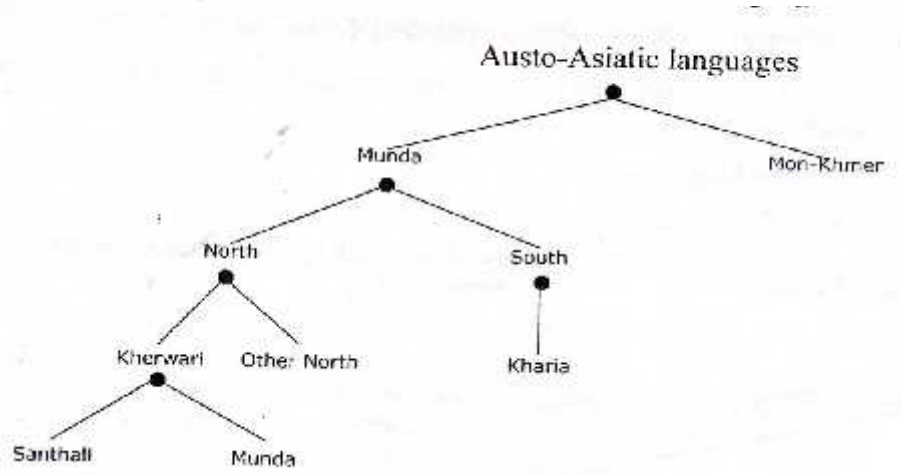 Austo-Asiatic languages
Munda
Mon-Khmer
North
South
Kherwari
Other North
Kharia
Santhali
Munda